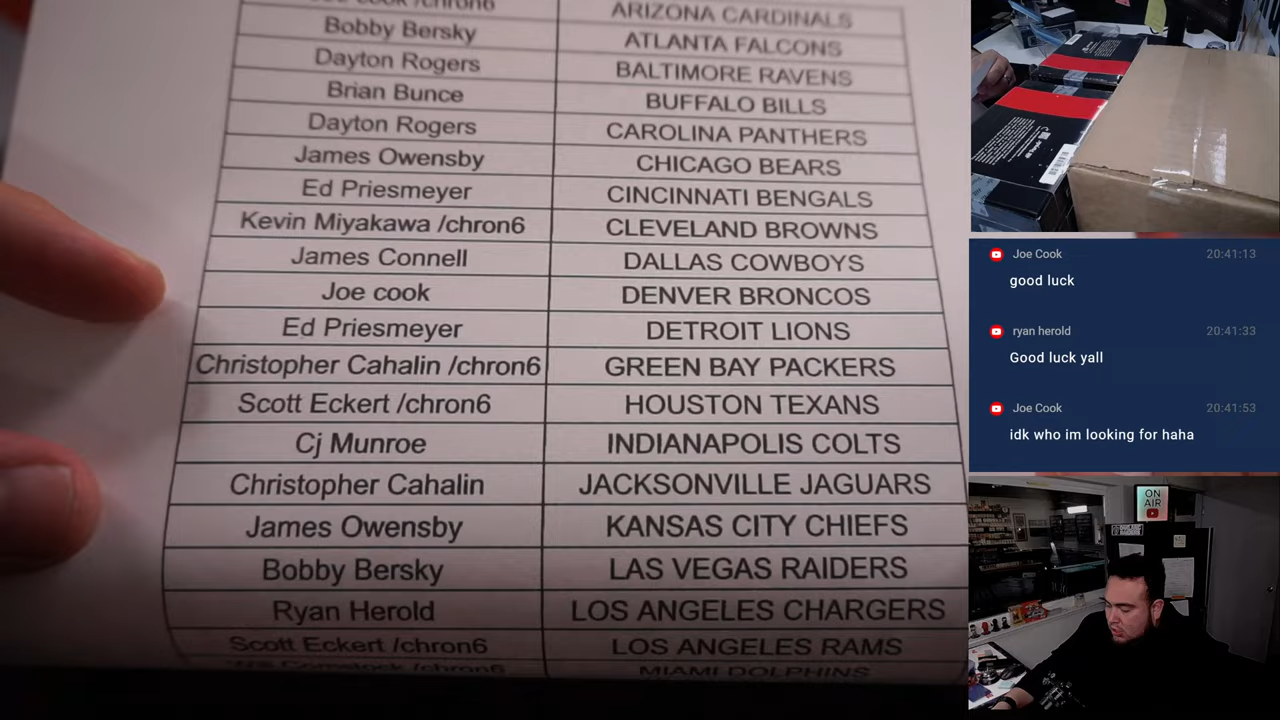 cook /chron6 ARIZONA CARDINALS
Bobby Bersky ATLANTA FALCONS
Dayton Rogers BALTIMORE RAVENS
Brian Bunce BUFFALO BILLS
Dayton Rogers CAROLINA PANTHERS
James Owensby CHICAGO BEARS
Ed Priesmeyer CINCINNATI BENGALS
Kevin Miyakawa /chron6 CLEVELAND BROWNS
James Connell DALLAS COWBOYS
Joe cook DENVER BRONCOS
Ed Priesmeyer DETROIT LIONS
Christopher Cahalin /chron6 GREEN BAY PACKERS
Scott Eckert /chron6 HOUSTON TEXANS
Cj Munroe INDIANAPOLIS COLTS
Christopher Cahalin JACKSONVILLE JAGUARS
James Owensby KANSAS CITY CHIEFS
Bobby Bersky LAS VEGAS RAIDERS
Ryan Herold LOS ANGELES CHARGERS
Scott Eckert /chron6 LOS ANGELES RAMS
Comstock /chron6 MIAMI DOLPHINS
Joe Cook 20:41:13
good luck
ryan herold 20:41:33
Good luck yall
Joe Cook 20:41:53
idk who im looking for haha
ON
AIR